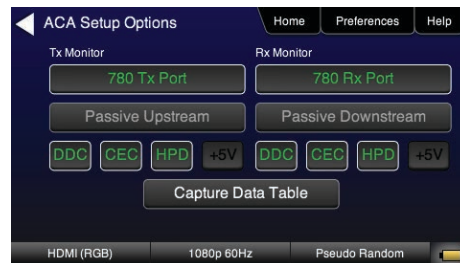 ACA Setup Options Home Preferences Help
Tx Monitor Rx Monitor
780 Tx Port 780 Rx Port
Passive Upstream Passive Downstream
DDC CEC HPD +5V DDC CEC HPD +5V
Capture Data Table
HDMI (RGB) 1080p 60Hz Pseudo Random